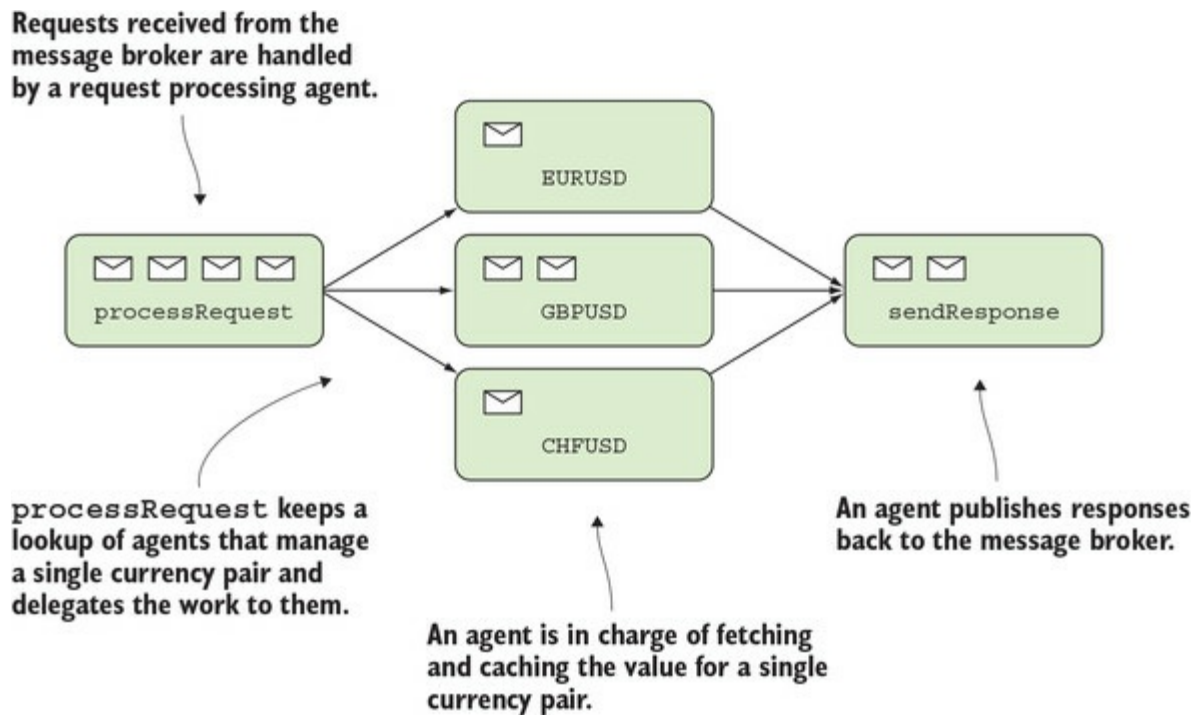 Requests received from the
message broker are handled
by a request processing agent.
EURUSD
processRequest
GBPUSD
sendResponse
CHFUSD
processRequest keeps a
lookup of agents that manage
a single currency pair and
delegates the work to them.
An agent publishes responses
back to the message broker.
An agent is in charge of fetching
and caching the value for a single
currency pair.